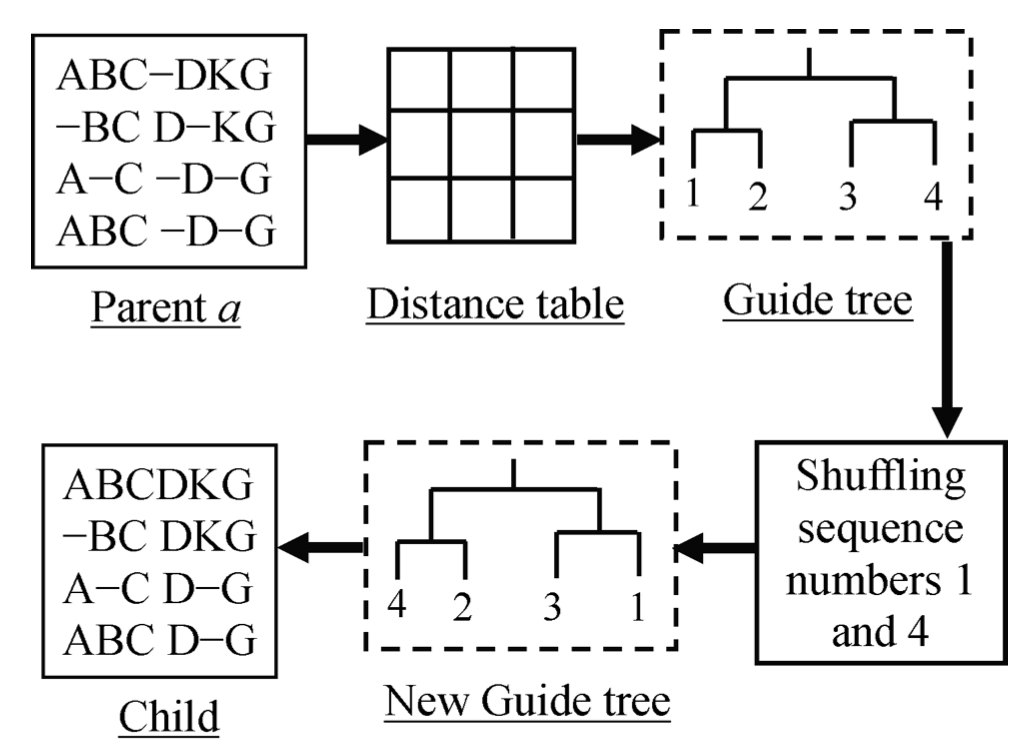 ABC−DKG
−BC D−KG
A−C −D−G
ABC −D−G
Parent a
Distance table
1 2 3 4
Guide tree
Shuffling
sequence
numbers 1
and 4
4 2 3 1
New Guide tree
ABCDKG
−BC DKG
A−C D−G
ABC D−G
Child